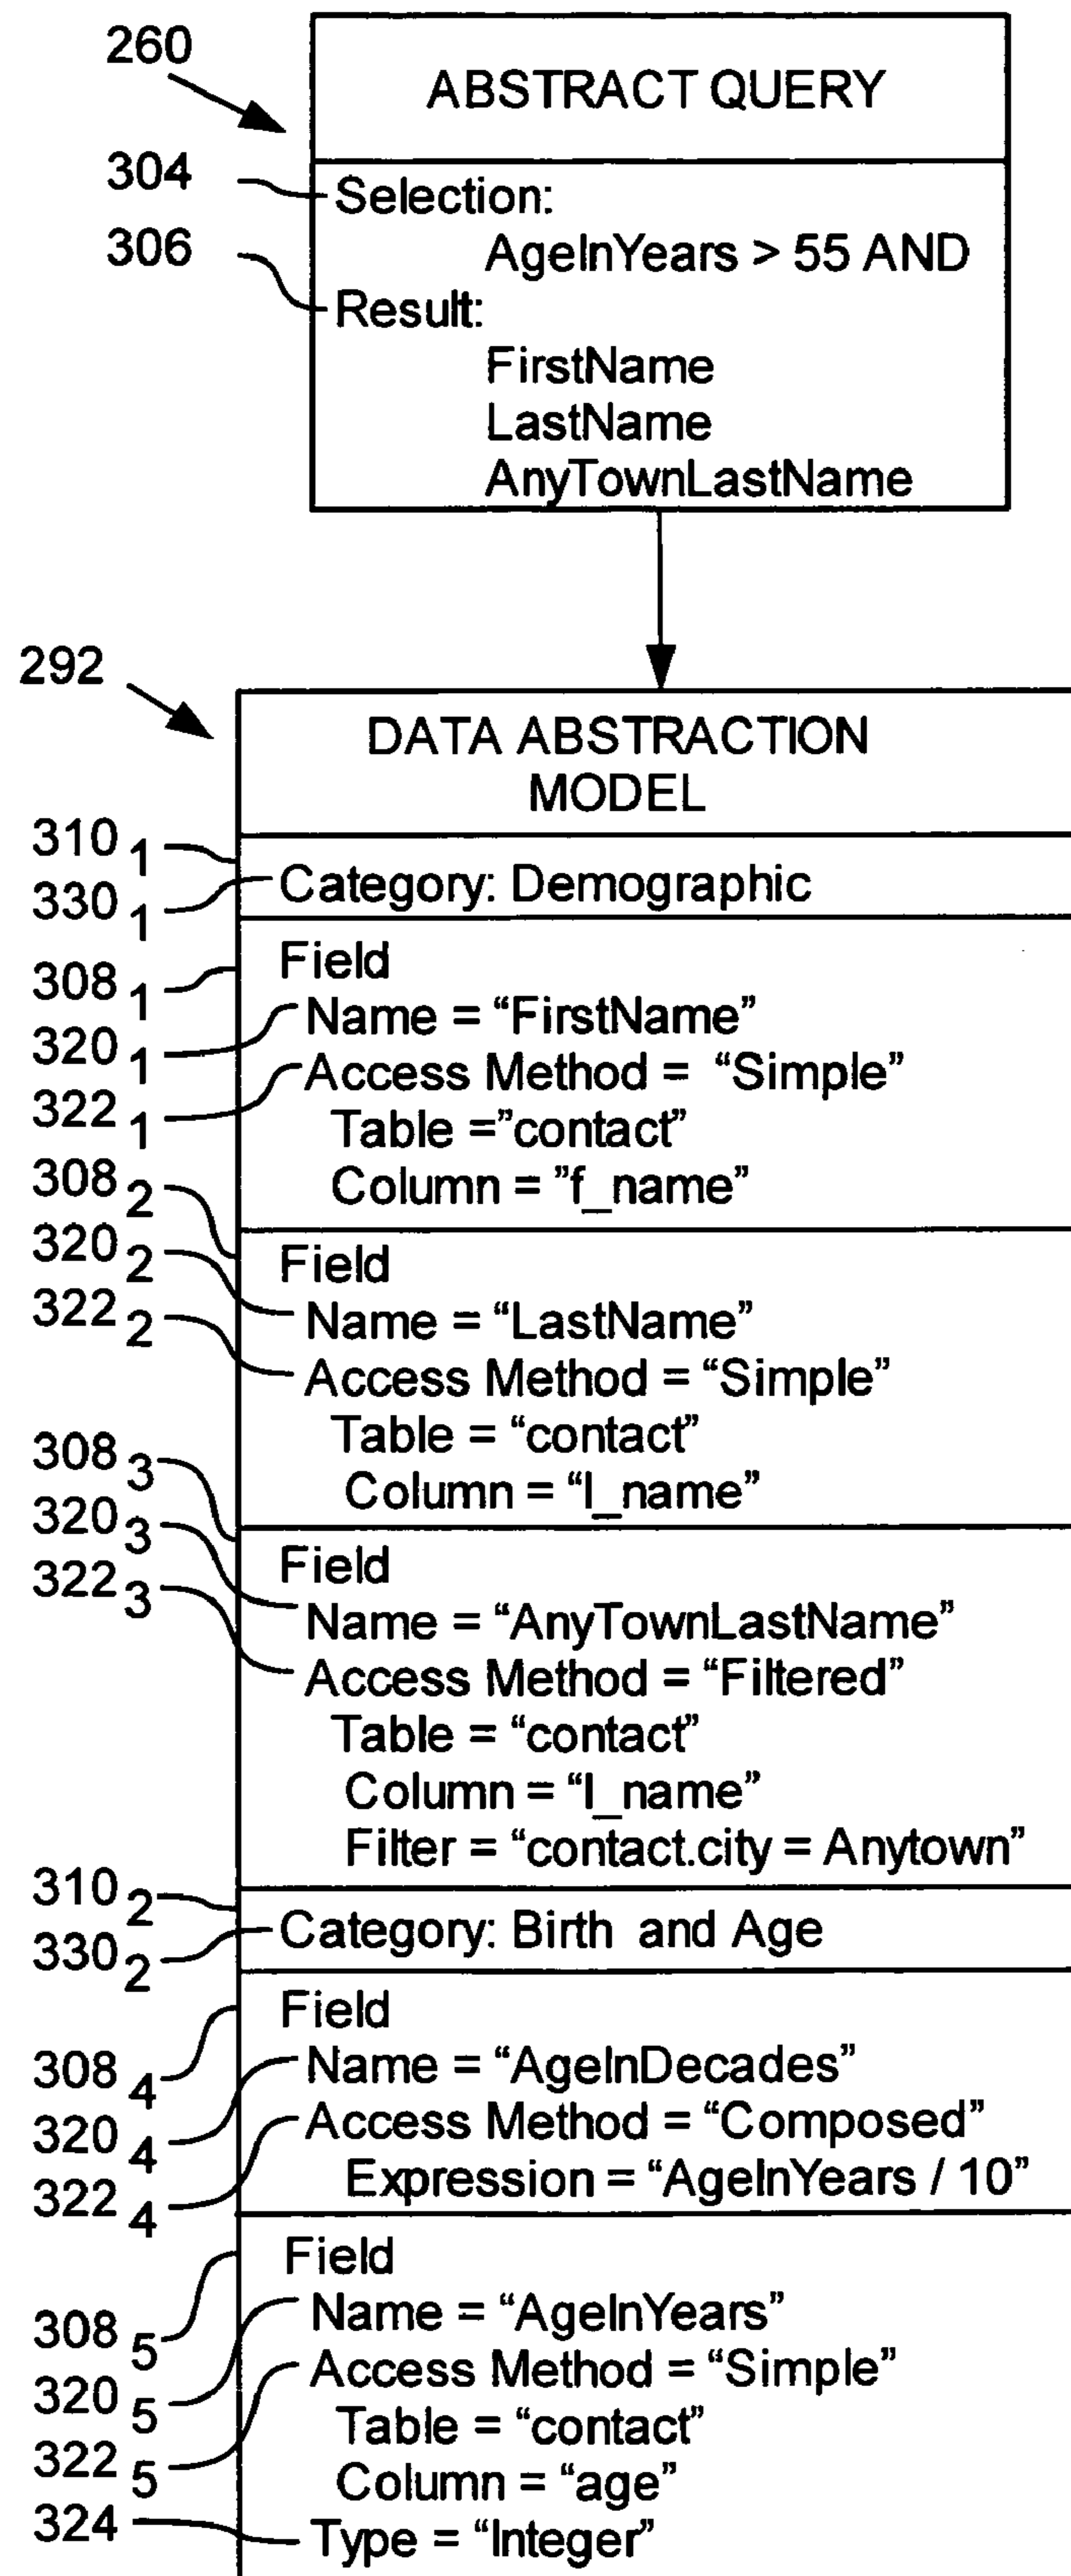 260
ABSTRACT QUERY
304
Selection:
AgeInYears > 55 AND
306
Result:
FirstName
LastName
AnyTownLastName
292
DATA ABSTRACTION
MODEL
310 1
330 1
Category: Demographic
308 1
Field
320 1
Name = “FirstName”
322 1
Access Method = “Simple”
Table =”contact”
Column = ”f_name”
308 2
Field
320 2
Name = “LastName”
322 2
Access Method = “Simple”
Table = “contact”
Column = “l_name”
308 3
Field
320 3
Name = “AnyTownLastName”
322 3
Access Method = “Filtered”
Table = “contact”
Column = “l_name”
Filter = “contact.city = Anytown”
310 2
330 2
Category: Birth and Age
308 4
Field
320 4
Name = “AgeInDecades”
322 4
Access Method = “Composed”
Expression = “AgeInYears / 10”
308 5
Field
320 5
Name = “AgeInYears”
322 5
Access Method = “Simple”
Table = “contact”
Column = “age”
324
Type = “Integer”